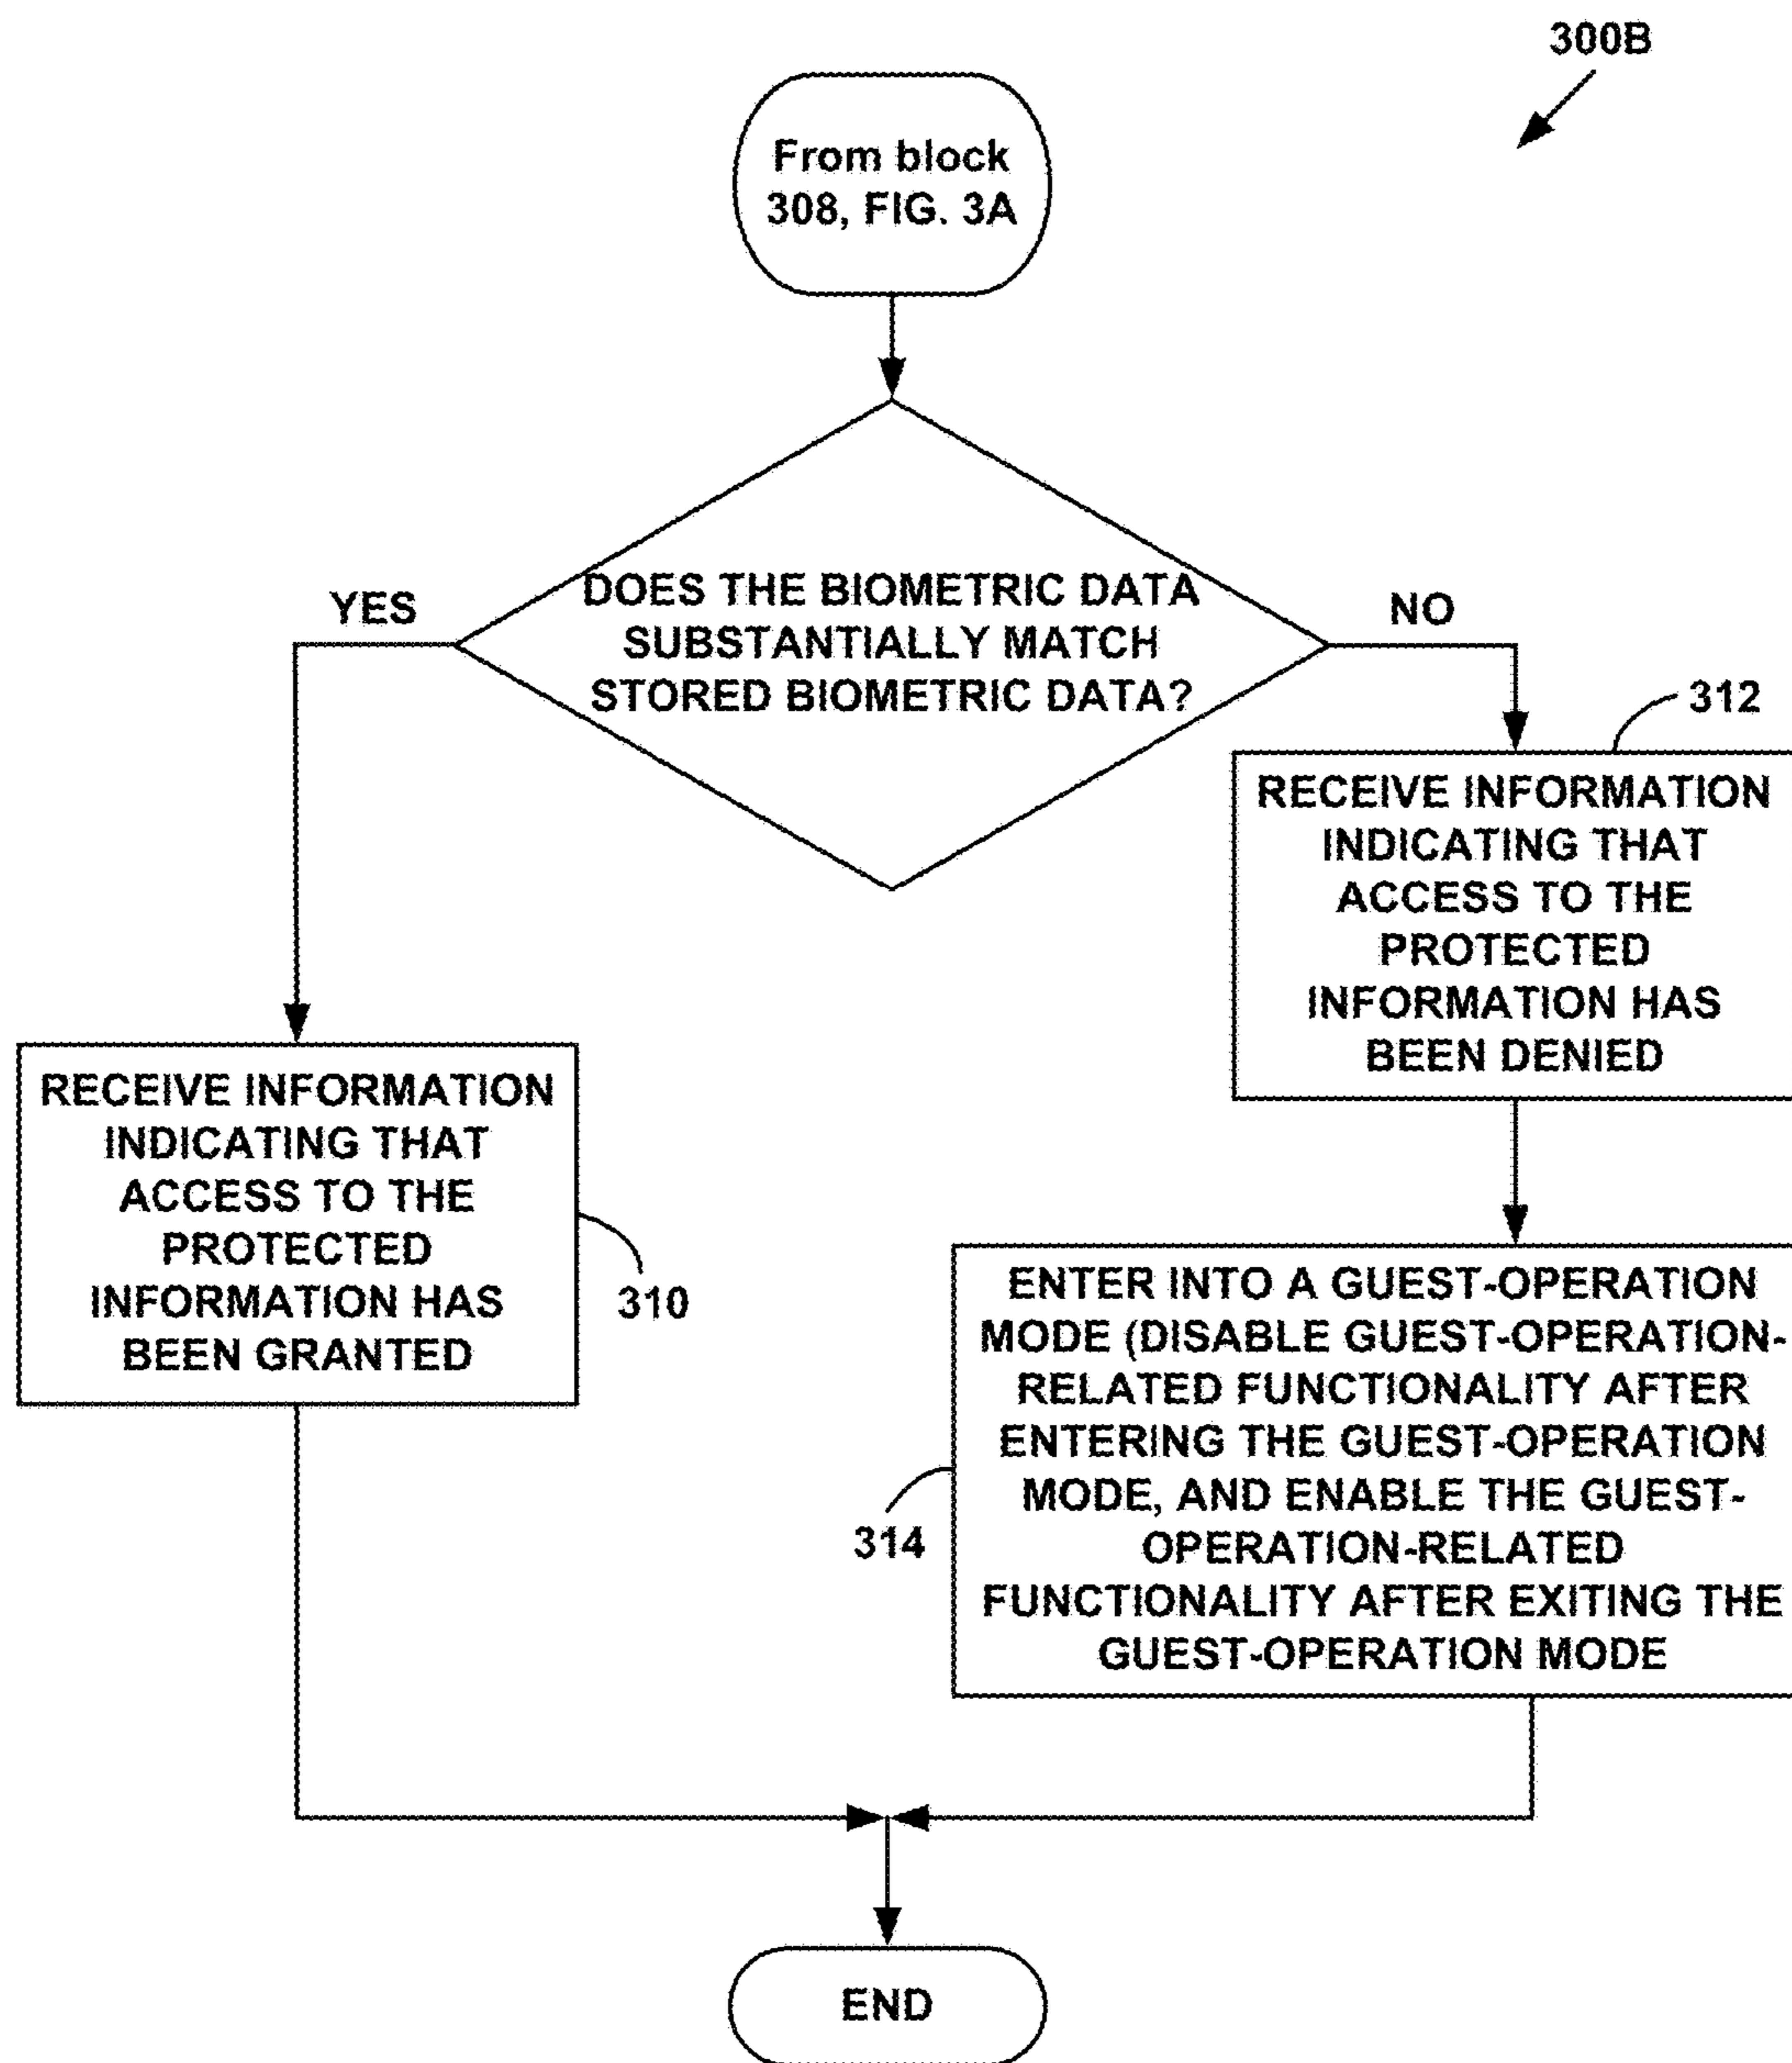 300B
From block
308, FIG. 3A
DOES THE BIOMETRIC DATA
SUBSTANTIALLY MATCH
STORED BIOMETRIC DATA?
YES
NO
312
RECEIVE INFORMATION
INDICATING THAT
ACCESS TO THE
PROTECTED
INFORMATION HAS
BEEN DENIED
RECEIVE INFORMATION
INDICATING THAT
ACCESS TO THE
PROTECTED
INFORMATION HAS
BEEN GRANTED
310
ENTER INTO A GUEST-OPERATION
MODE (DISABLE GUEST-OPERATION-
RELATED FUNCTIONALITY AFTER
ENTERING THE GUEST-OPERATION
MODE, AND ENABLE THE GUEST-
OPERATION-RELATED
FUNCTIONALITY AFTER EXITING THE
GUEST-OPERATION MODE
314
END